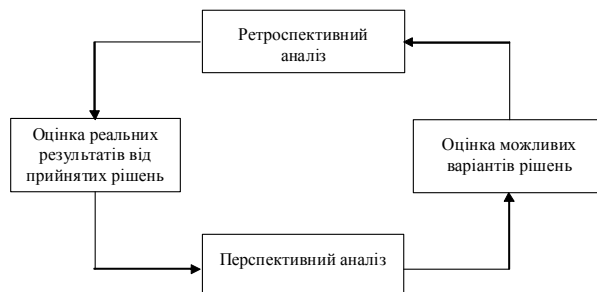 Ретроспективний
аналіз
Оцінка реальних
результатів від
прийнятих рішень
Оцінка можливих
варіантів рішень
Перспективний аналіз